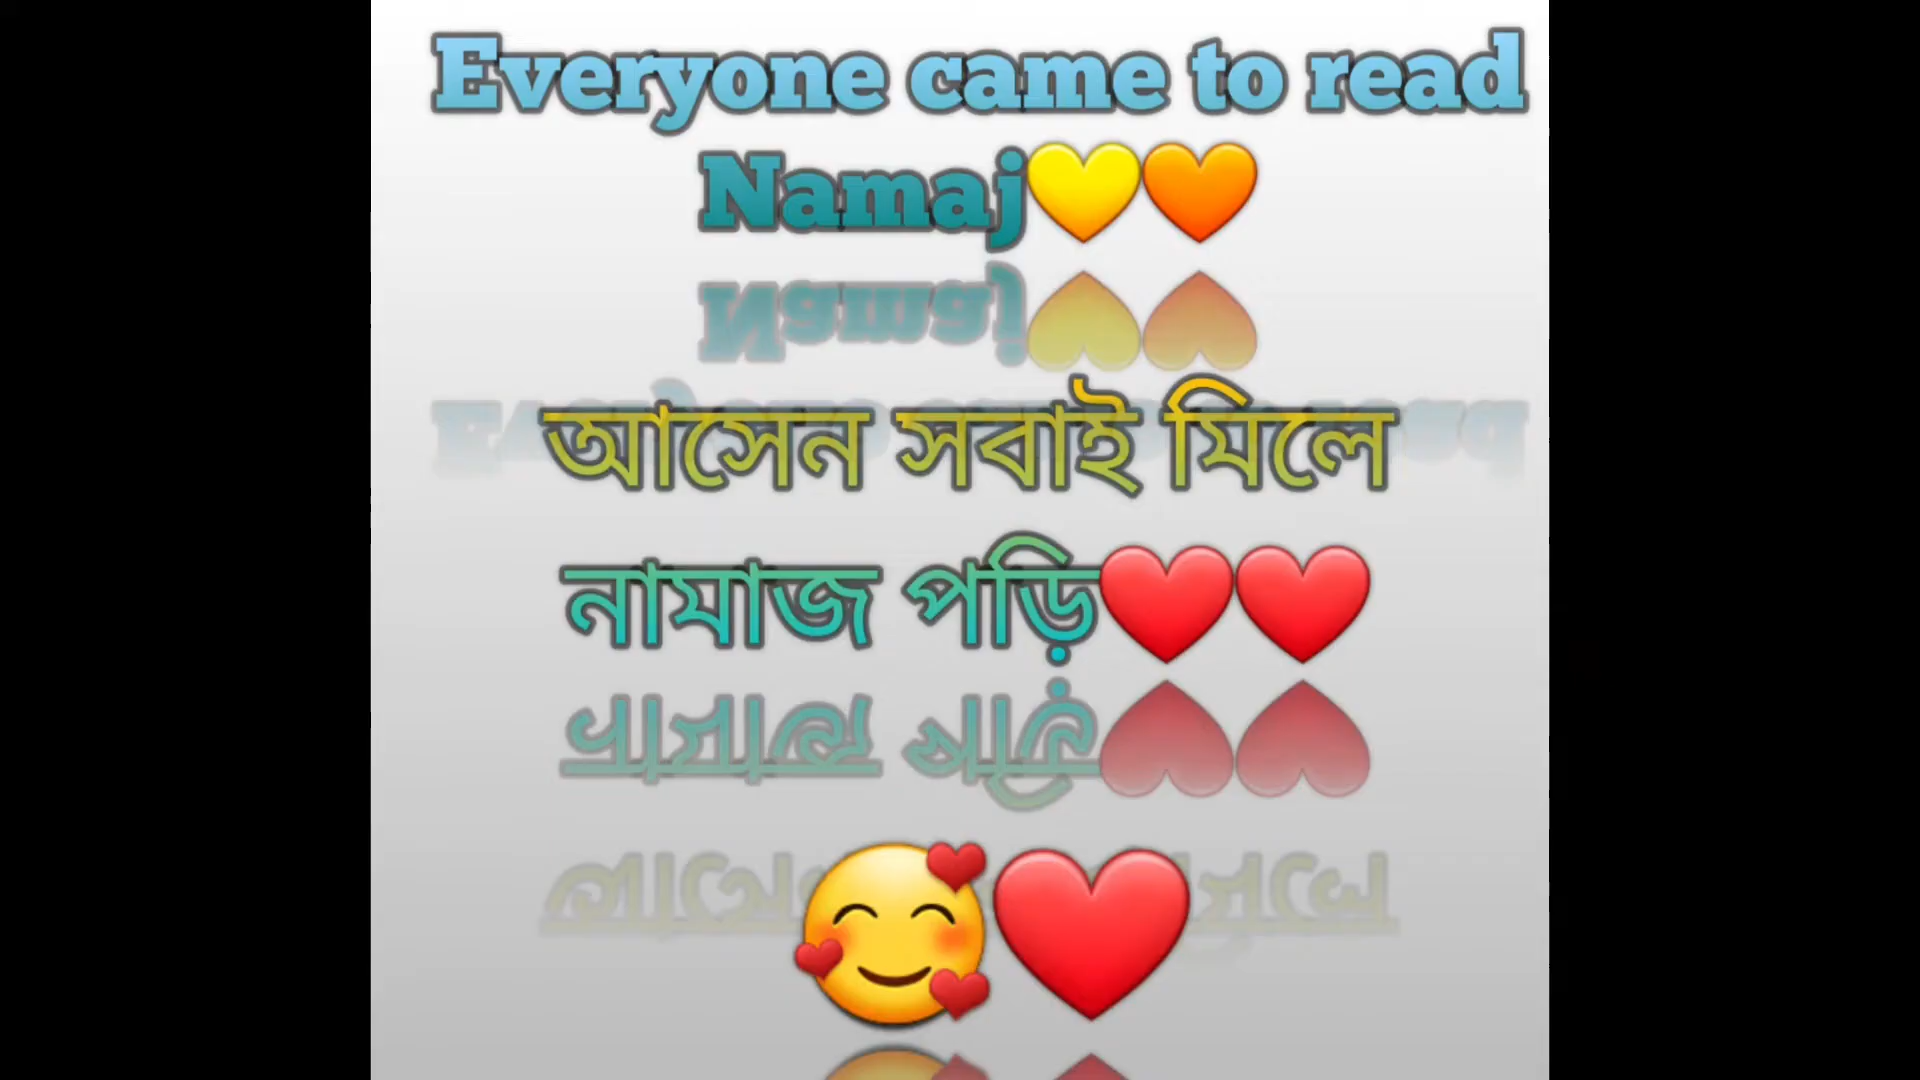 Everyone came to read
Namaj💛🧡
আসেন সবাই মিলে
নামাজ পড়ি❤️❤️
🥰❤️